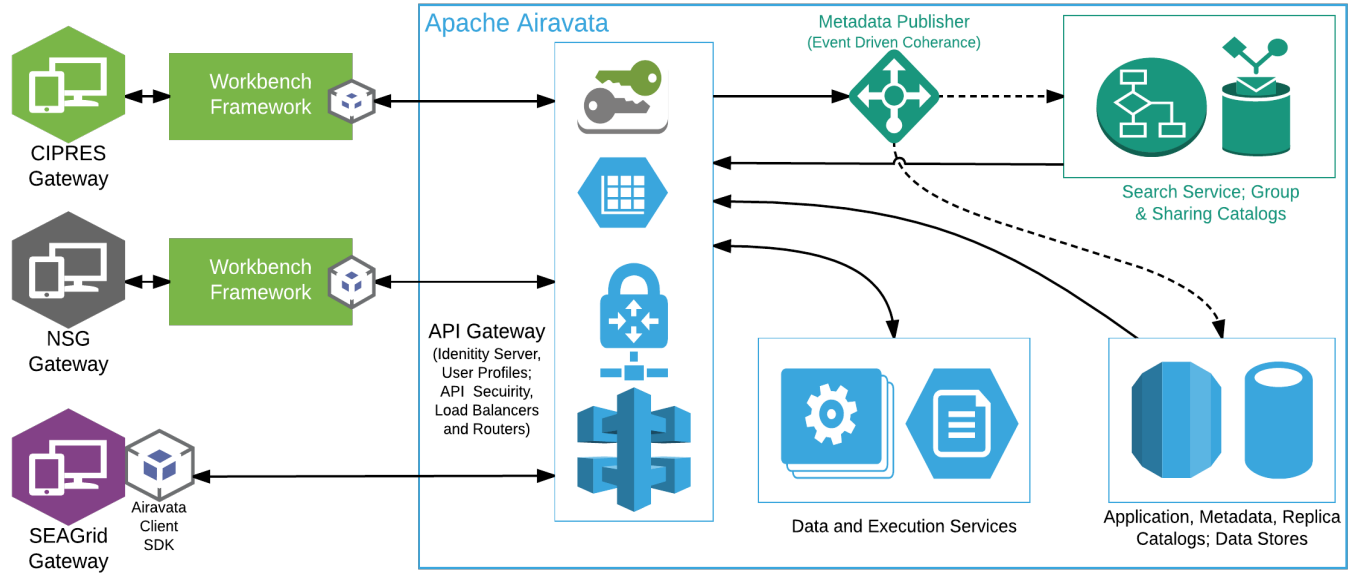 Apache Airavata
Metadata Publisher
(Event Driven Coherance)
Workbench
Framework
CIPRES
Gateway
Search Service; Group
& Sharing Catalogs
Workbench
Framework
NSG
Gateway
API Gateway
(Idenitity Server,
User Profiles;
API Secuirity,
Load Balancers
and Routers)
Airavata
Client
SDK
SEAGrid
Gateway
Data and Execution Services
Application, Metadata, Replica
Catalogs; Data Stores